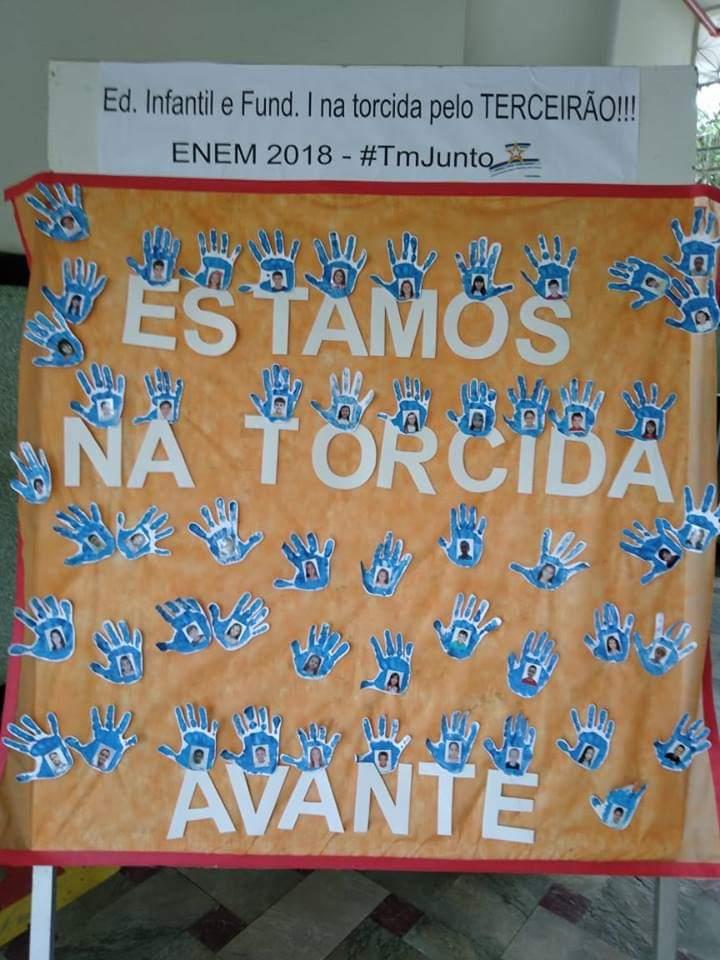 Ed. Infantil e Fund. I na torcida pelo TERCEIRÃO!!!
ENEM 2018 - #TmJunto
ESTAMOS
NA TORCIDA
AVANTE